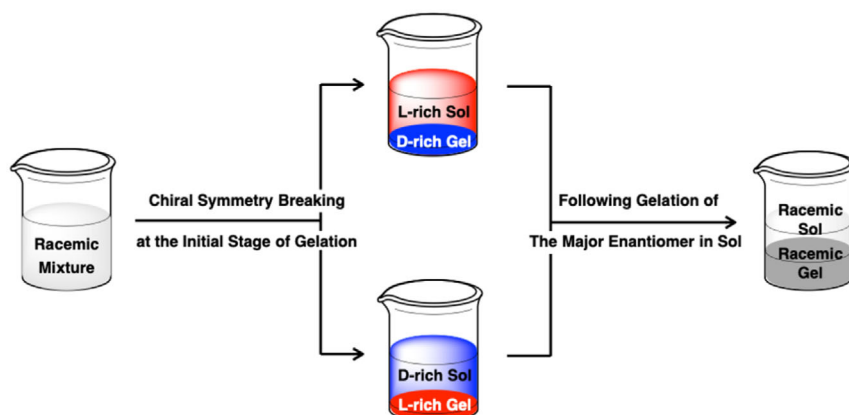 Racemic
Mixture
Chiral Symmetry Breaking
at the Initial Stage of Gelation
L-rich Sol
D-rich Gel
D-rich Sol
L-rich Gel
Following Gelation of
The Major Enantiomer in Sol
Racemic
Sol
Racemic
Gel